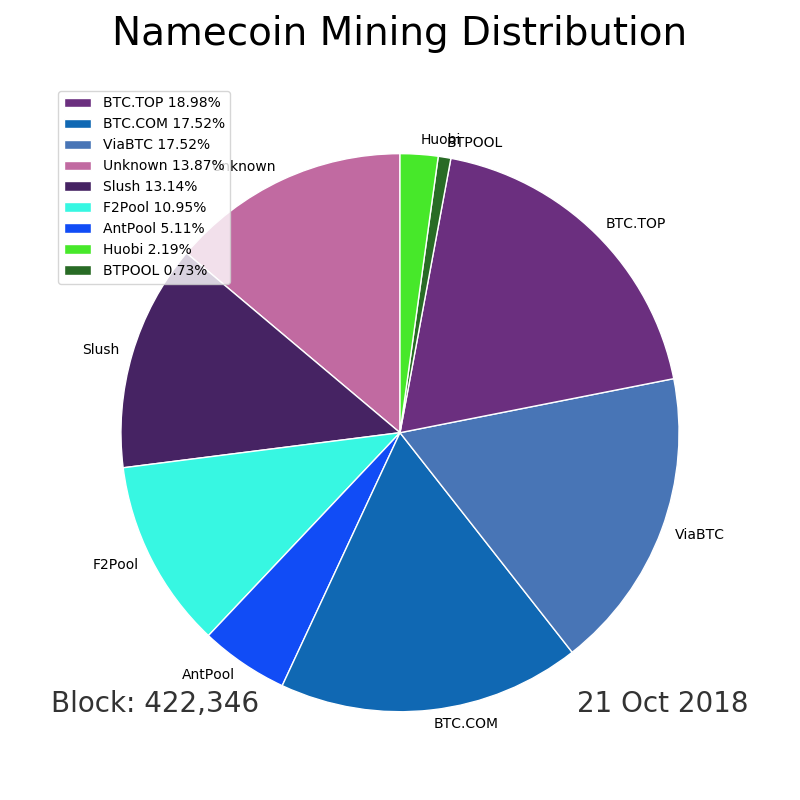 Namecoin Mining Distribution
BTC.TOP 18.98%
BTC.COM 17.52%
ViaBTC 17.52%
Unknown 13.87%
Slush 13.14%
F2Pool 10.95%
AntPool 5.11%
Huobi 2.19%
BTPOOL 0.73%
Huobi
BTPOOL
Unknown
BTC.TOP
Slush
ViaBTC
F2Pool
AntPool
BTC.COM
Block: 422,346
21 Oct 2018